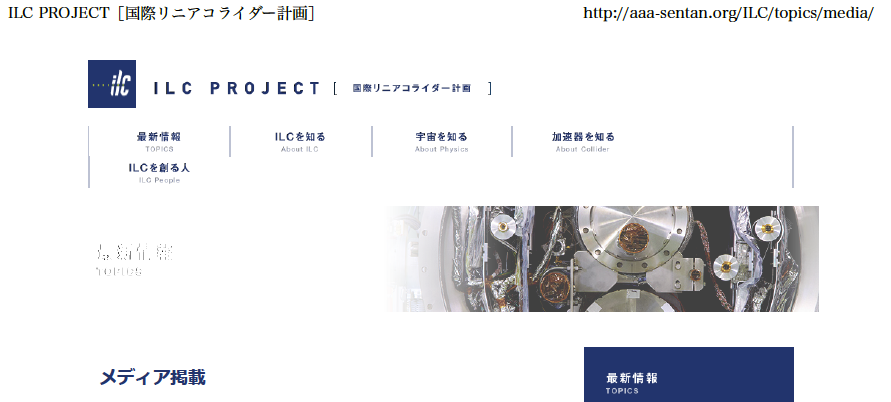 ILC PROJECT［国際リニアコライダー計画］ http://aaa-sentan.org/ILC/topics/media/
ilc ILC PROJECT [ 国際リニアコライダー計画 ]
最新情報 ILCを知る 宇宙を知る 加速器を知る
TOPICS About ILC About Physics About Collider
ILCを創る人
ILC People
最新情報
TOPICS
メディア掲載
最新情報
TOPICS